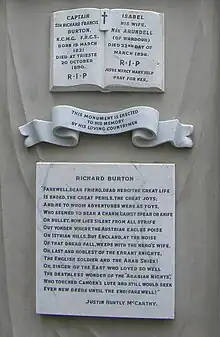 CAPTAIN
SIR RICHARD FRANCIS
BURTON,
K.C.M.G. F.R.G.S.
BORN 19 MARCH
1821
DIED AT TRIESTE
20 OCTOBER
1890.
R·I·P
ISABEL
HIS WIFE,
NÉE ARUNDELL
(OF WARDOUR)
DIED 22ND DAY OF
MARCH
1896.
R·I·P
JESUS MERCY MARY HELP
PRAY FOR HER.
THIS MONUMENT IS ERECTED
TO HIS MEMORY
BY HIS LOVING COUNTRYMEN
RICHARD BURTON
"FAREWELL, DEAR FRIEND, DEAD HERO! THE GREAT LIFE
IS ENDED, THE GREAT PERILS, THE GREAT JOYS;
AND HE TO WHOM ADVENTURES WERE AS TOYS,
WHO SEEMED TO BEAR A CHARM 'GAINST SPEAR OR KNIFE
OR BULLET, NOW LIES SILENT FROM ALL STRIFE
OUT YONDER WHERE THE AUSTRIAN EAGLES POISE
ON ISTRIAN HILLS. BUT ENGLAND, AT THE NOISE
OF THAT DREAD FALL, WEEPS WITH THE HERO'S WIFE.
OH, LAST AND NOBLEST OF THE ERRANT KNIGHTS,
THE ENGLISH SOLDIER AND THE ARAB SHEIK!
OH, SINGER OF THE EAST WHO LOVED SO WELL
THE DEATHLESS WONDER OF THE "ARABIAN NIGHTS",
WHO TOUCHED CAMOEN'S LUTE AND STILL WOULD SEEK
EVER NEW DEEDS UNTIL THE END! FAREWELL!"
JUSTIN HUNTLY McCARTHY.